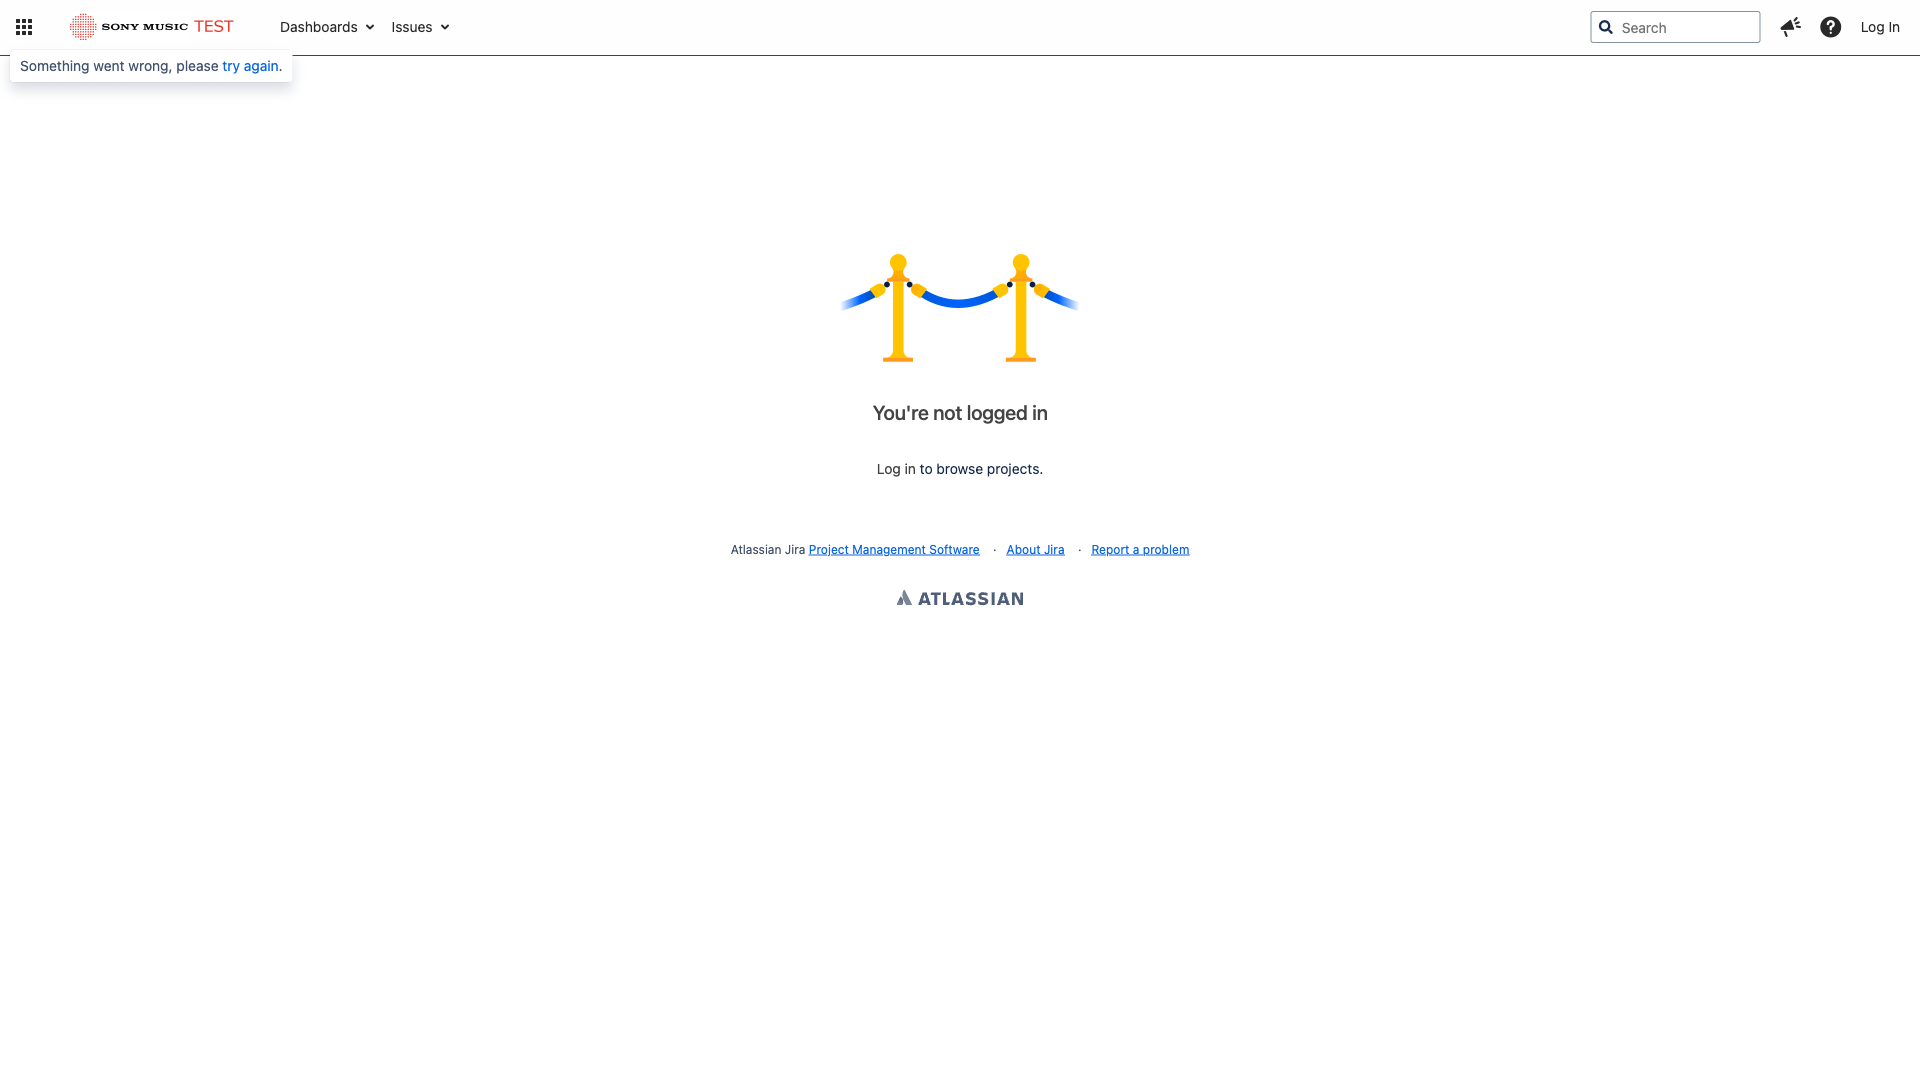 SONY MUSIC TEST
Dashboards
Issues
Search
Log In
Something went wrong, please try again.
You're not logged in
Log in to browse projects.
Atlassian Jira Project Management Software · About Jira · Report a problem
ATLASSIAN